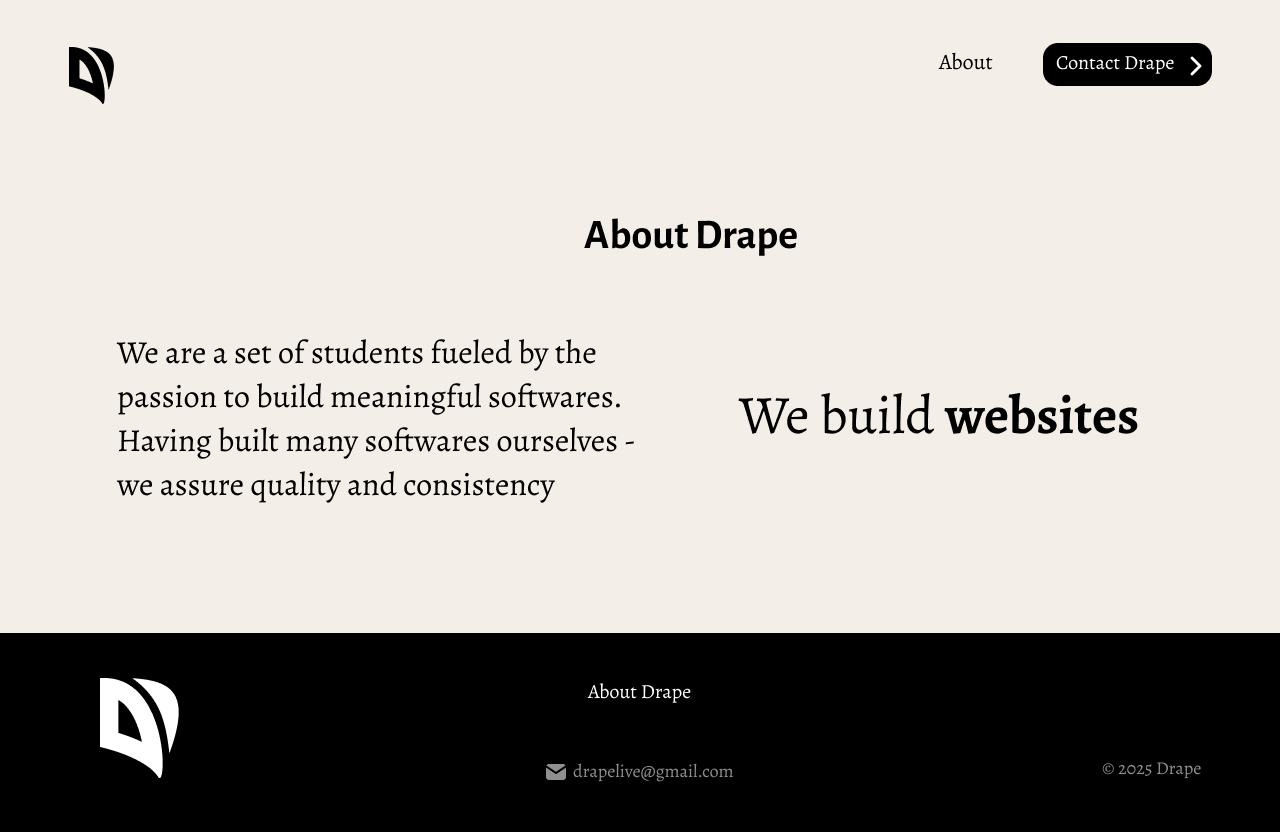 About
Contact Drape
About Drape
We are a set of students fueled by the
passion to build meaningful softwares.
Having built many softwares ourselves -
we assure quality and consistency
We build websites
About Drape
drapelive@gmail.com
© 2025 Drape